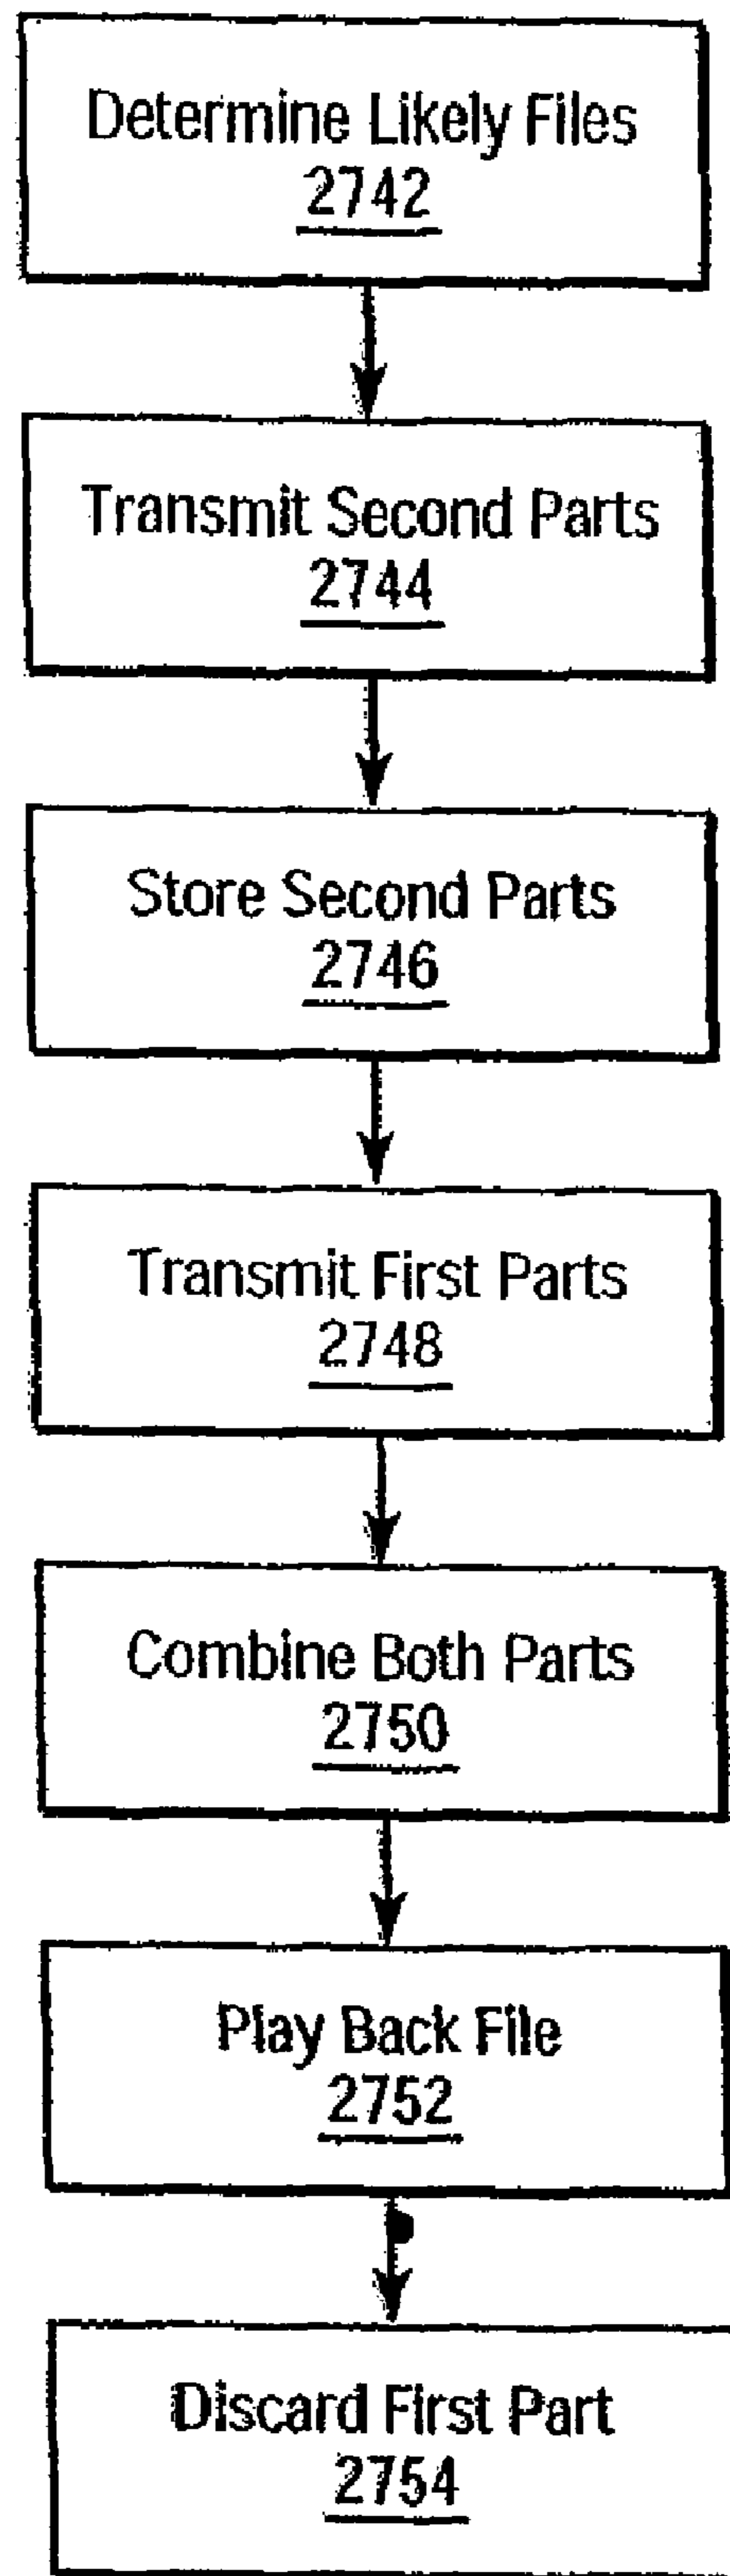 Determine Likely Files
2742
Transmit Second Parts
2744
Store Second Parts
2746
Transmit First Parts
2748
Combine Both Parts
2750
Play Back File
2752
Discard First Part
2754